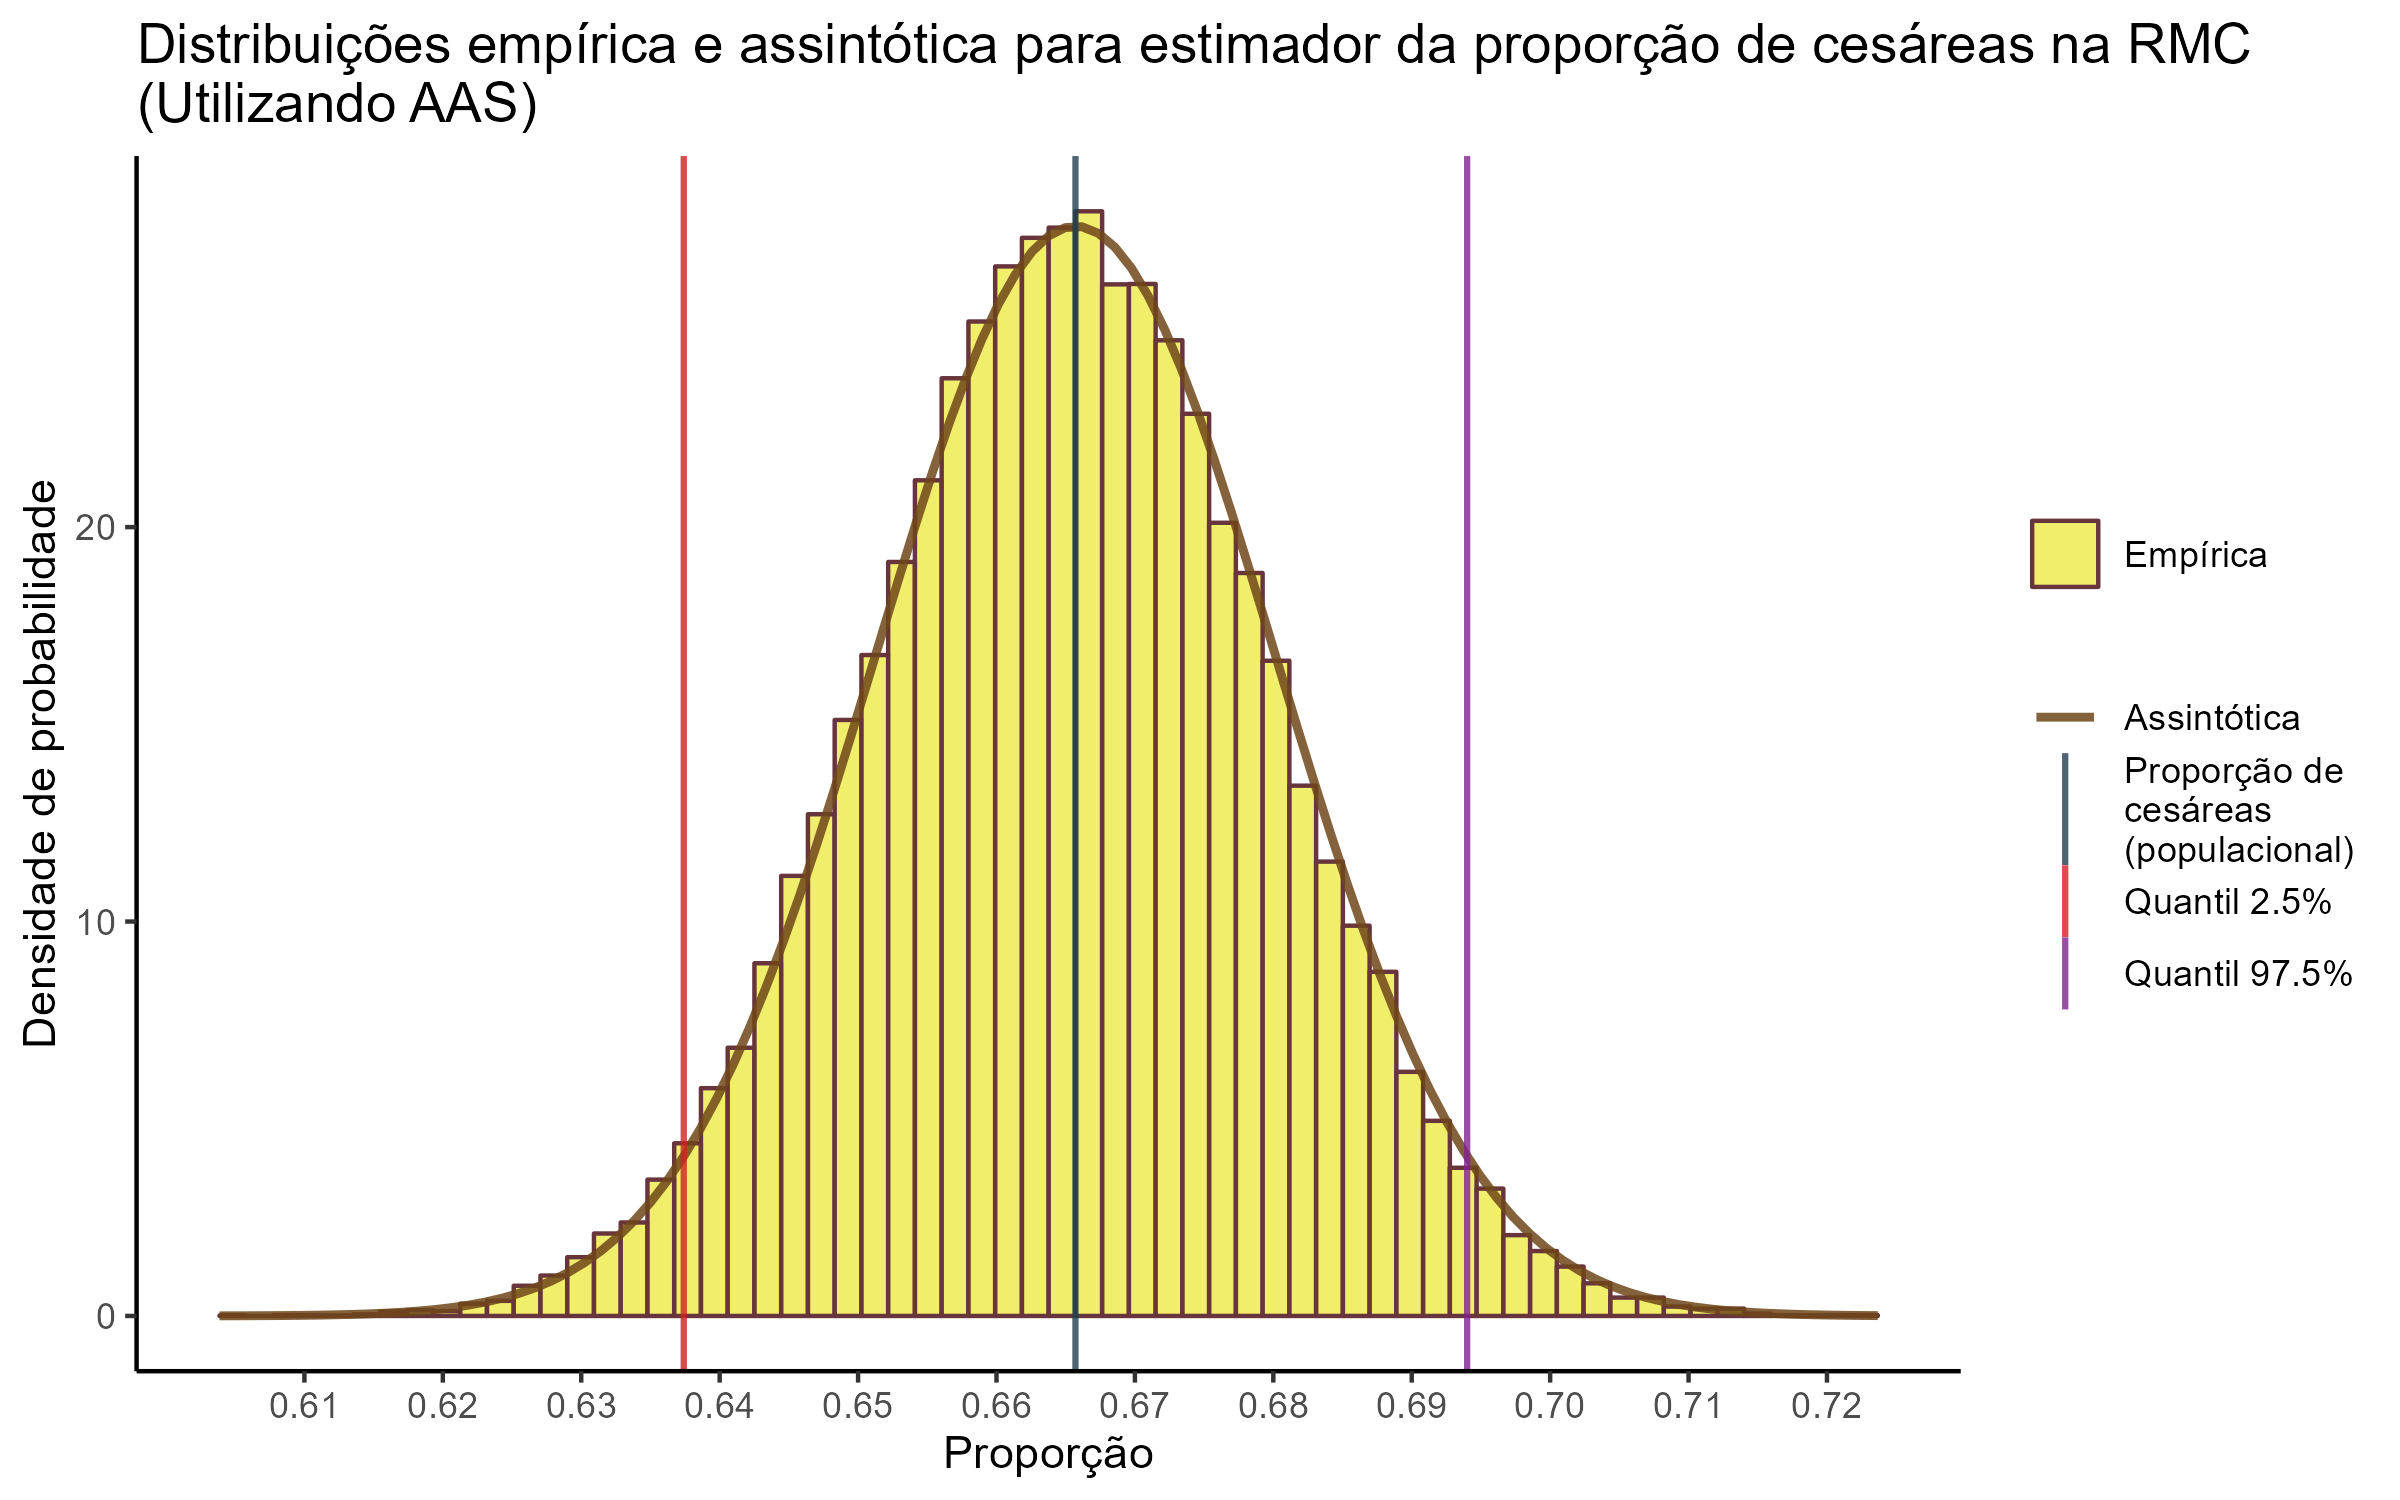 Distribuições empírica e assintótica para estimador da proporção de cesáreas na RMC
(Utilizando AAS)
Densidade de probabilidade
20
10
0
0.61 0.62 0.63 0.64 0.65 0.66 0.67 0.68 0.69 0.70 0.71 0.72
Proporção
Empírica
Assintótica
Proporção de
cesáreas
(populacional)
Quantil 2.5%
Quantil 97.5%